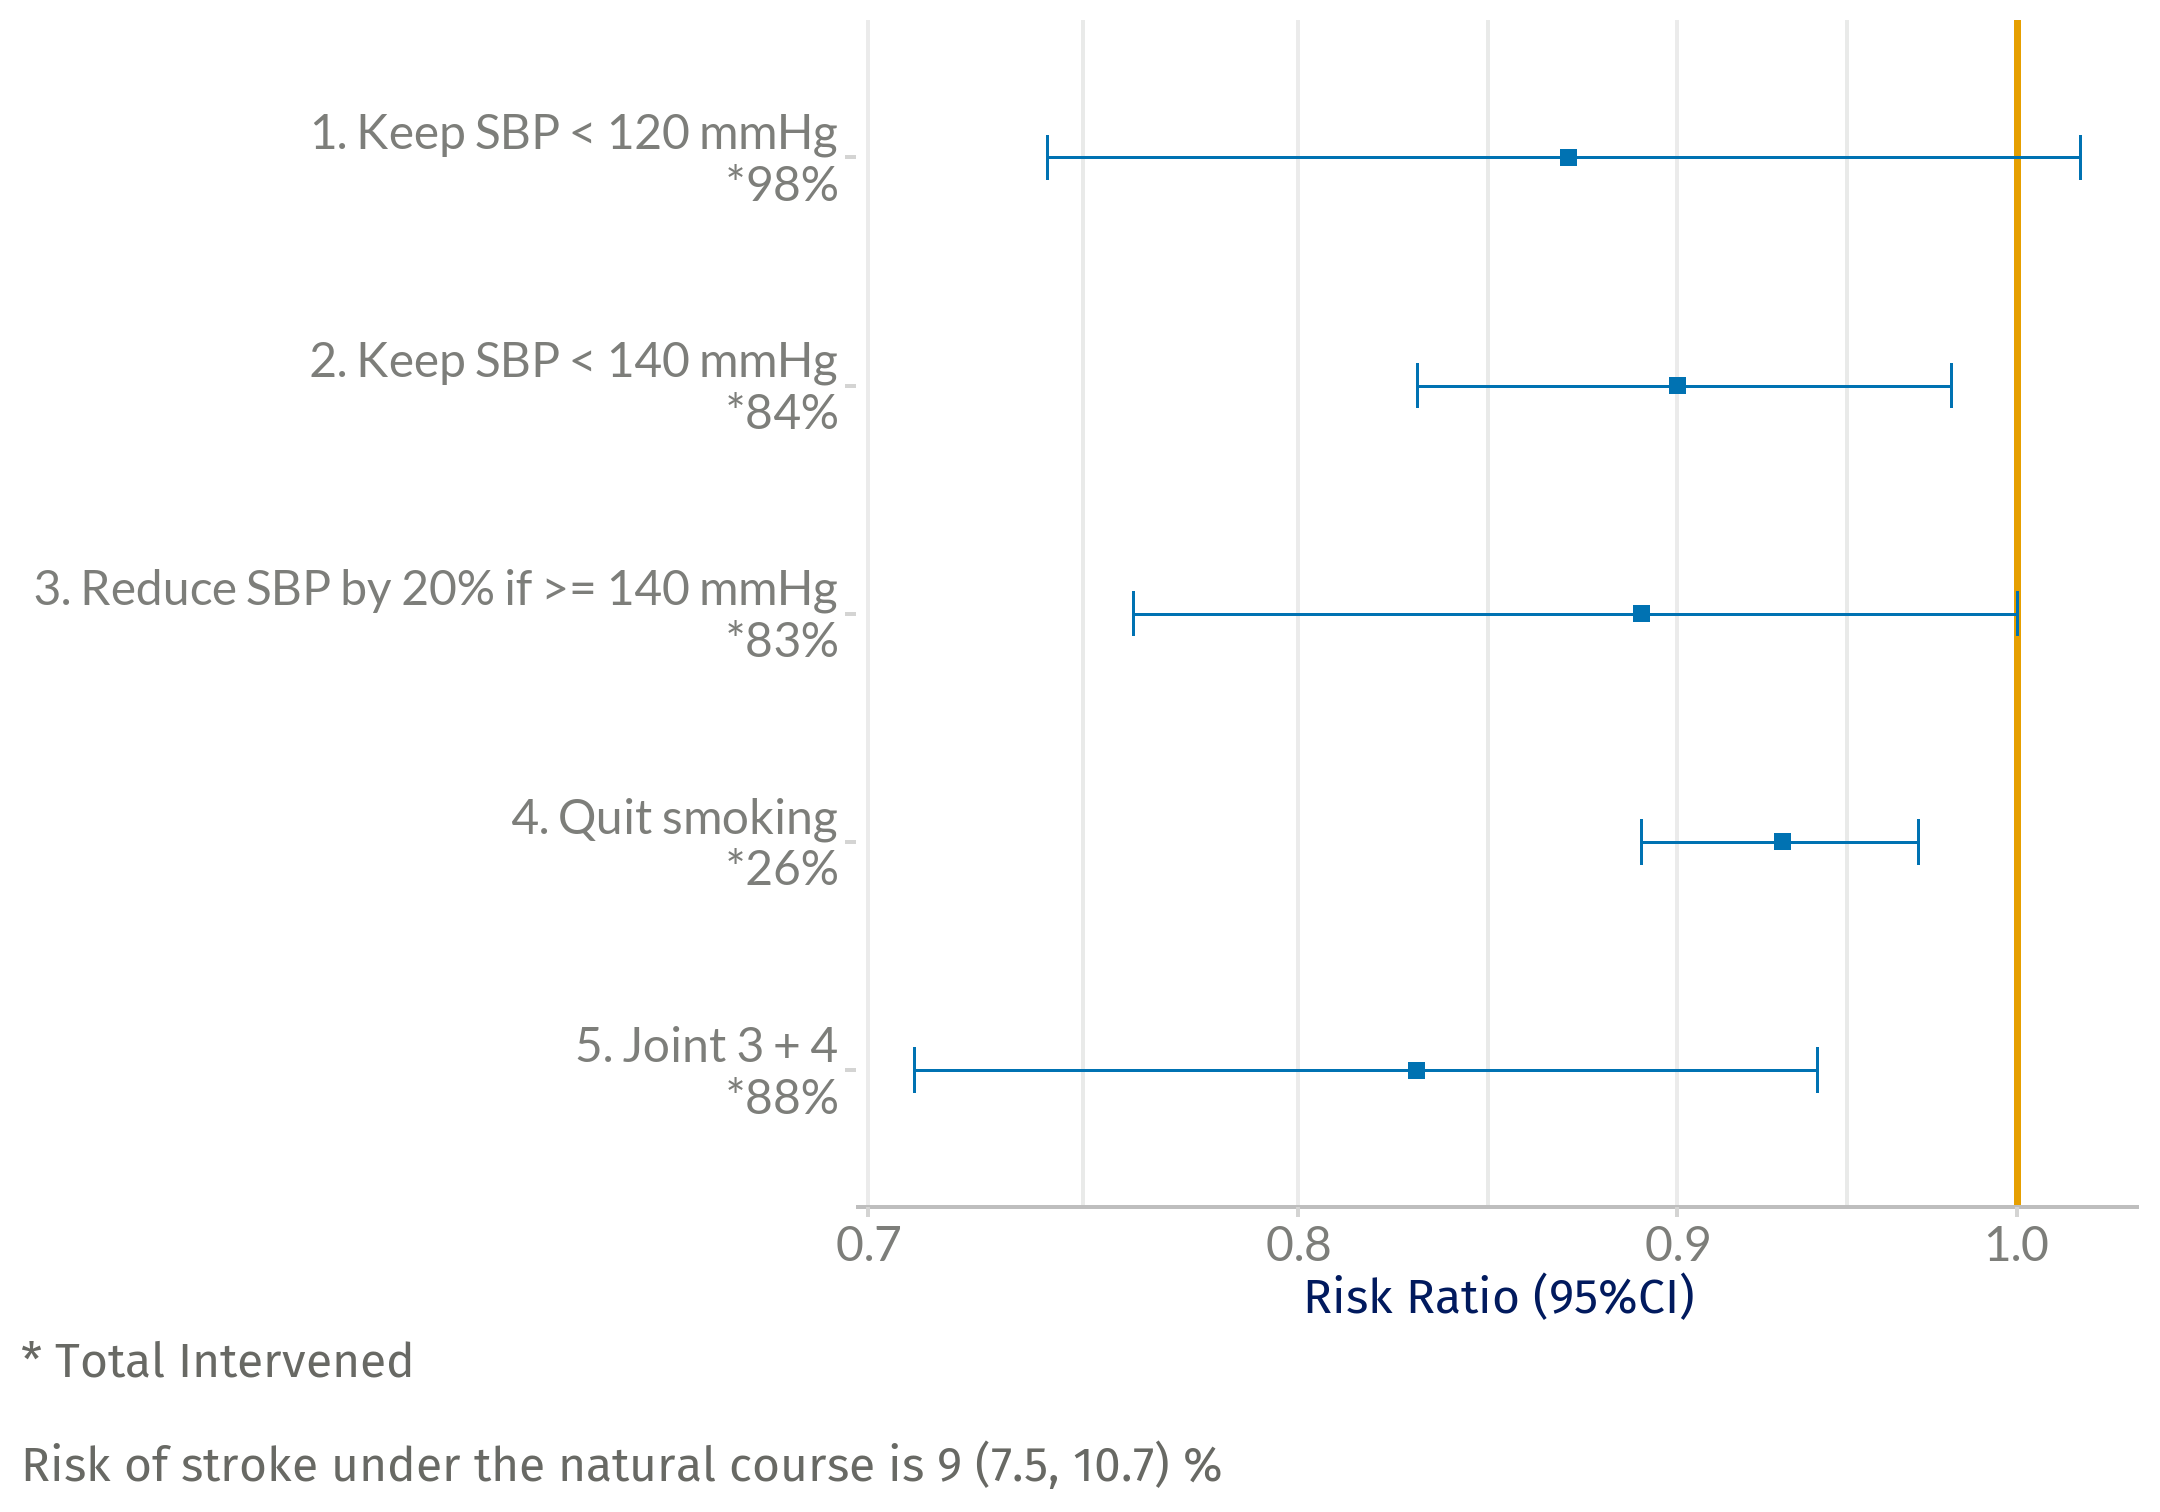 1. Keep SBP < 120 mmHg
*98%
2. Keep SBP < 140 mmHg
*84%
3. Reduce SBP by 20% if >= 140 mmHg
*83%
4. Quit smoking
*26%
5. Joint 3 + 4
*88%
0.7 0.8 0.9 1.0
Risk Ratio (95%CI)
* Total Intervened
Risk of stroke under the natural course is 9 (7.5, 10.7) %